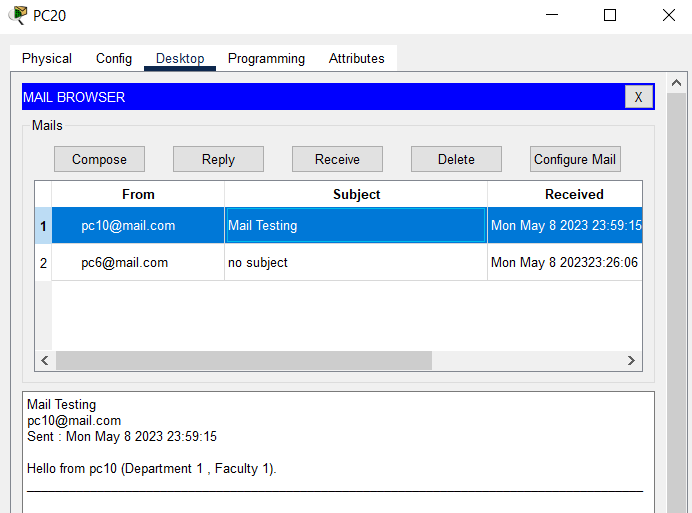 PC20
Physical Config Desktop Programming Attributes
MAIL BROWSER X
Mails
Compose Reply Receive Delete Configure Mail
From Subject Received
1 pc10@mail.com Mail Testing Mon May 8 2023 23:59:15
2 pc6@mail.com no subject Mon May 8 202323:26:06
Mail Testing
pc10@mail.com
Sent : Mon May 8 2023 23:59:15
Hello from pc10 (Department 1 , Faculty 1).